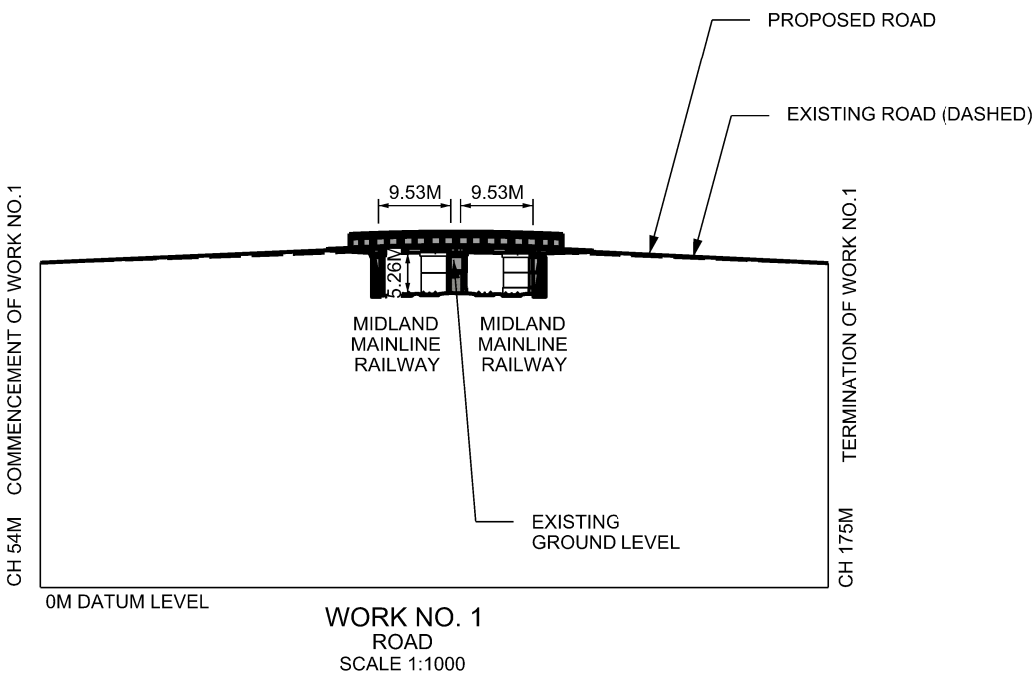 PROPOSED ROAD
EXISTING ROAD (DASHED)
9.53M
9.53M
5.26M
MIDLAND
MAINLINE
RAILWAY
MIDLAND
MAINLINE
RAILWAY
CH 54M COMMENCEMENT OF WORK NO.1
CH 175M TERMINATION OF WORK NO.1
EXISTING
GROUND LEVEL
0M DATUM LEVEL
WORK NO. 1
ROAD
SCALE 1:1000